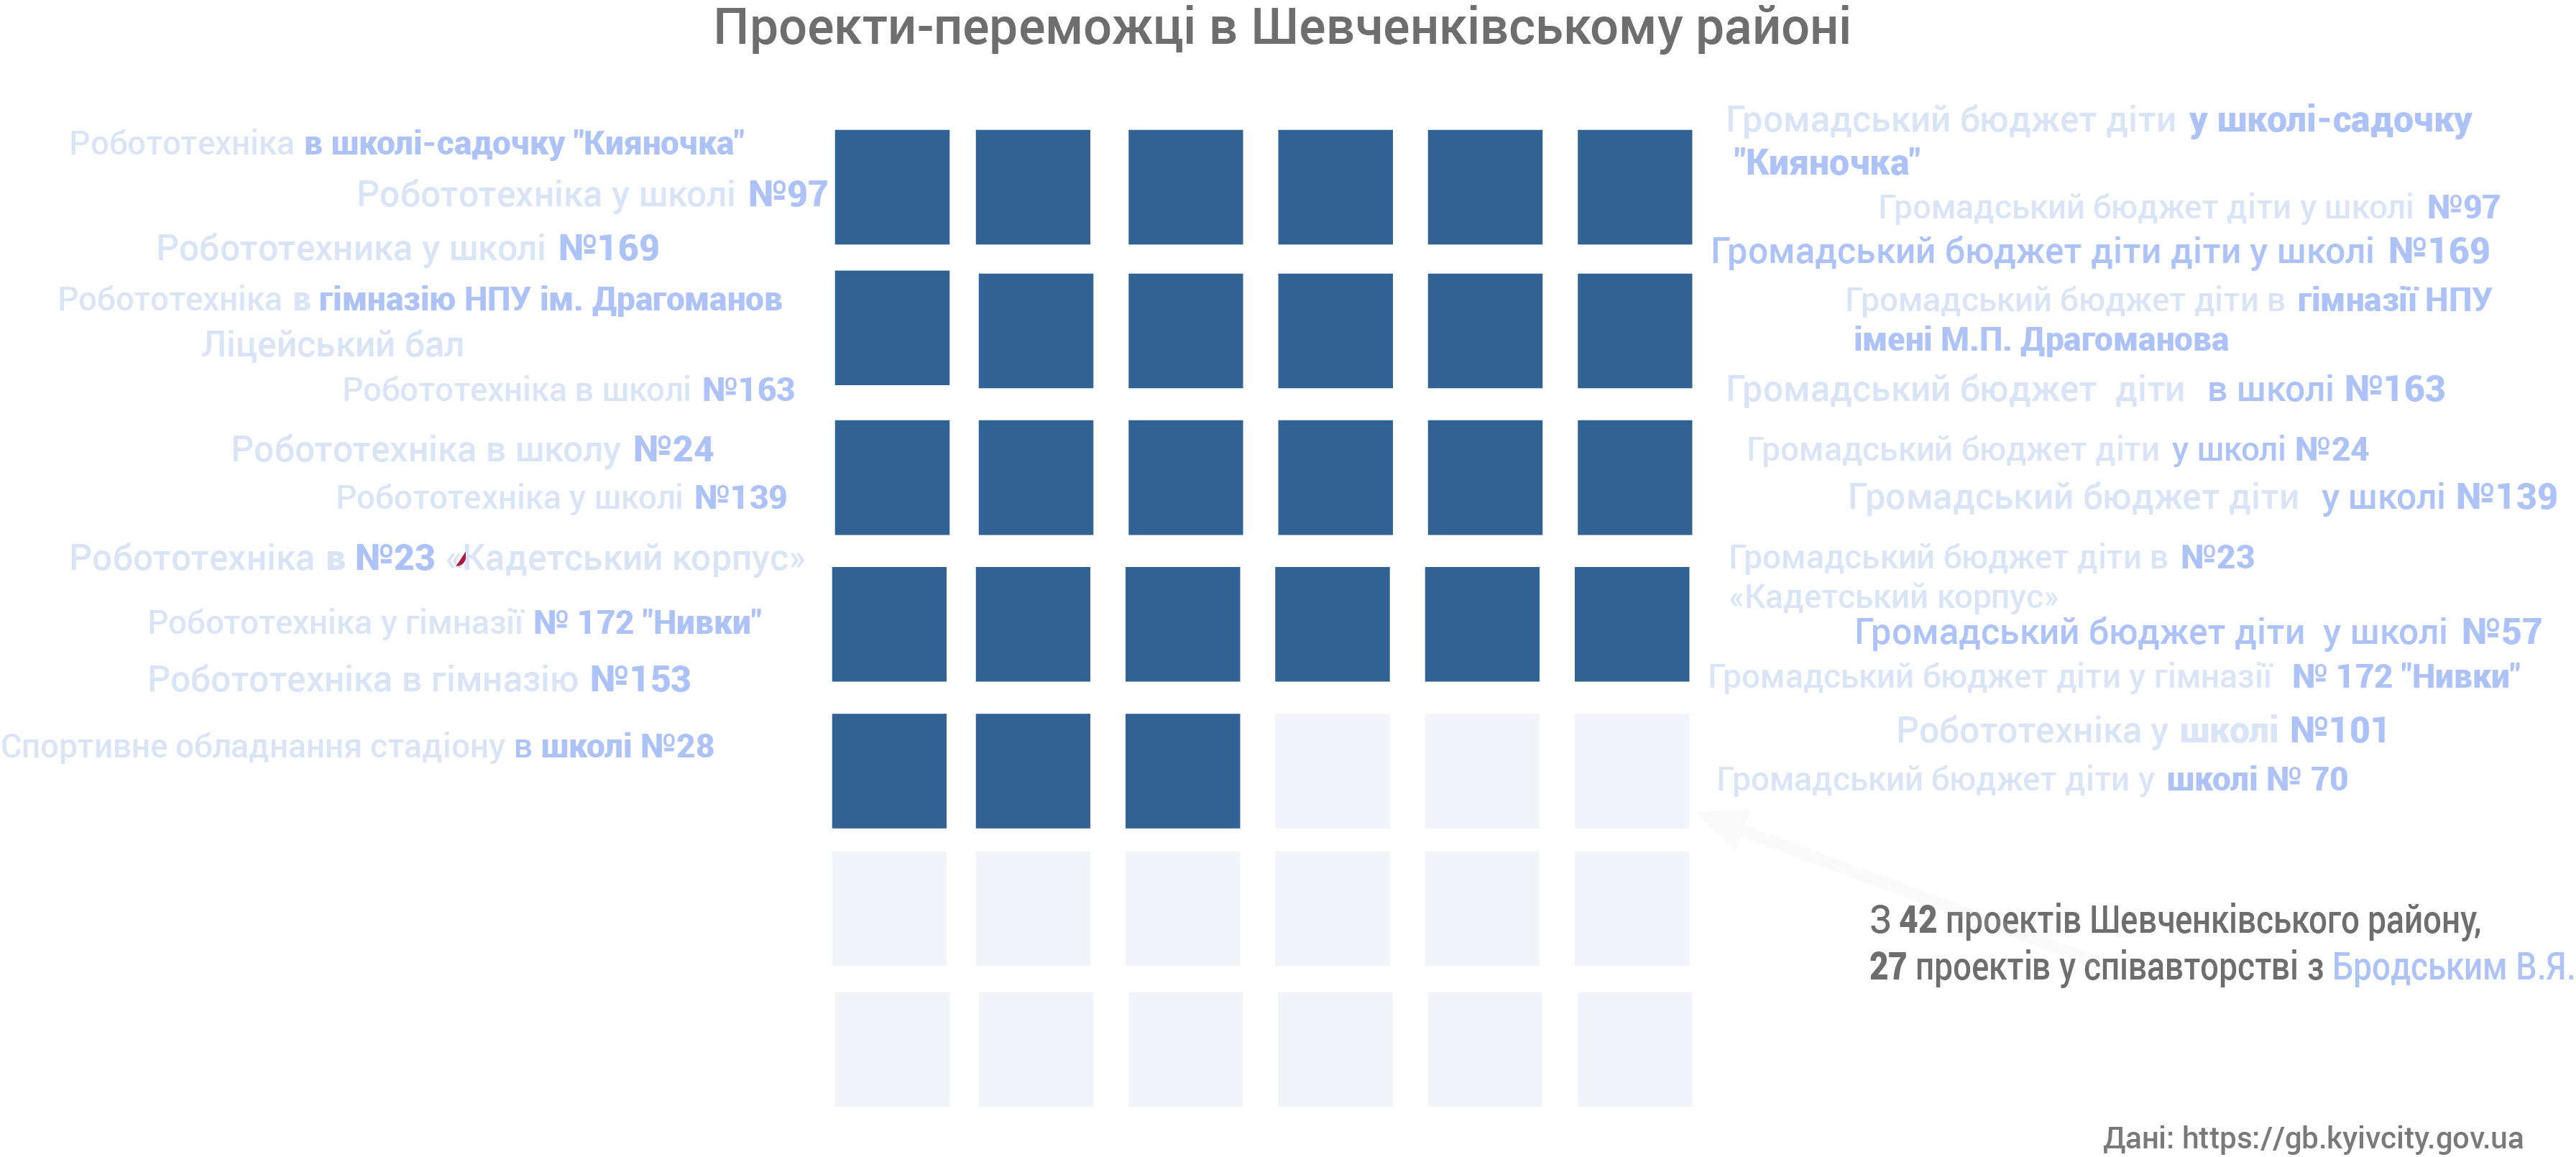 Проекти-переможці в Шевченківському районі
Робототехніка в школі-садочку "Кияночка"
Робототехніка у школі №97
Робототехника у школі №169
Робототехніка в гімназію НПУ ім. Драгоманов
Ліцейський бал
Робототехніка в школі №163
Робототехніка в школу №24
Робототехніка у школі №139
Робототехніка в №23 «Кадетський корпус»
Робототехніка у гімназії № 172 "Нивки"
Робототехніка в гімназію №153
Спортивне обладнання стадіону в школі №28
Громадський бюджет діти у школі-садочку
"Кияночка"
Громадський бюджет діти у школі №97
Громадський бюджет діти діти у школі №169
Громадський бюджет діти в гімназії НПУ
імені М.П. Драгоманова
Громадський бюджет діти в школі №163
Громадський бюджет діти у школі №24
Громадський бюджет діти у школі №139
Громадський бюджет діти в №23
«Кадетський корпус»
Громадський бюджет діти у школі №57
Громадський бюджет діти у гімназії № 172 "Нивки"
Робототехніка у школі №101
Громадський бюджет діти у школі № 70
З 42 проектів Шевченківського району,
27 проектів у співавторстві з Бродським В.Я.
Дані: https://gb.kyivcity.gov.ua